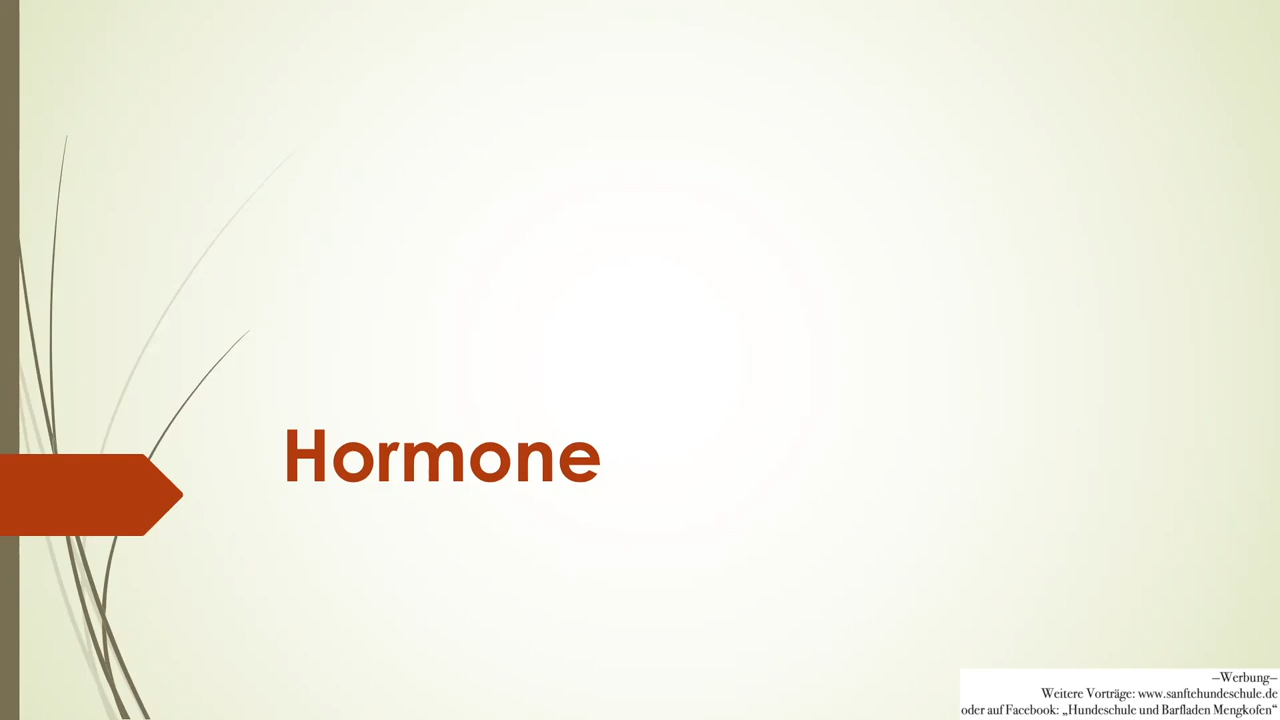 Hormone
—Werbung—
Weitere Vorträge: www.sanftehundeschule.de
oder auf Facebook: „Hundeschule und Barfladen Mengkofen“